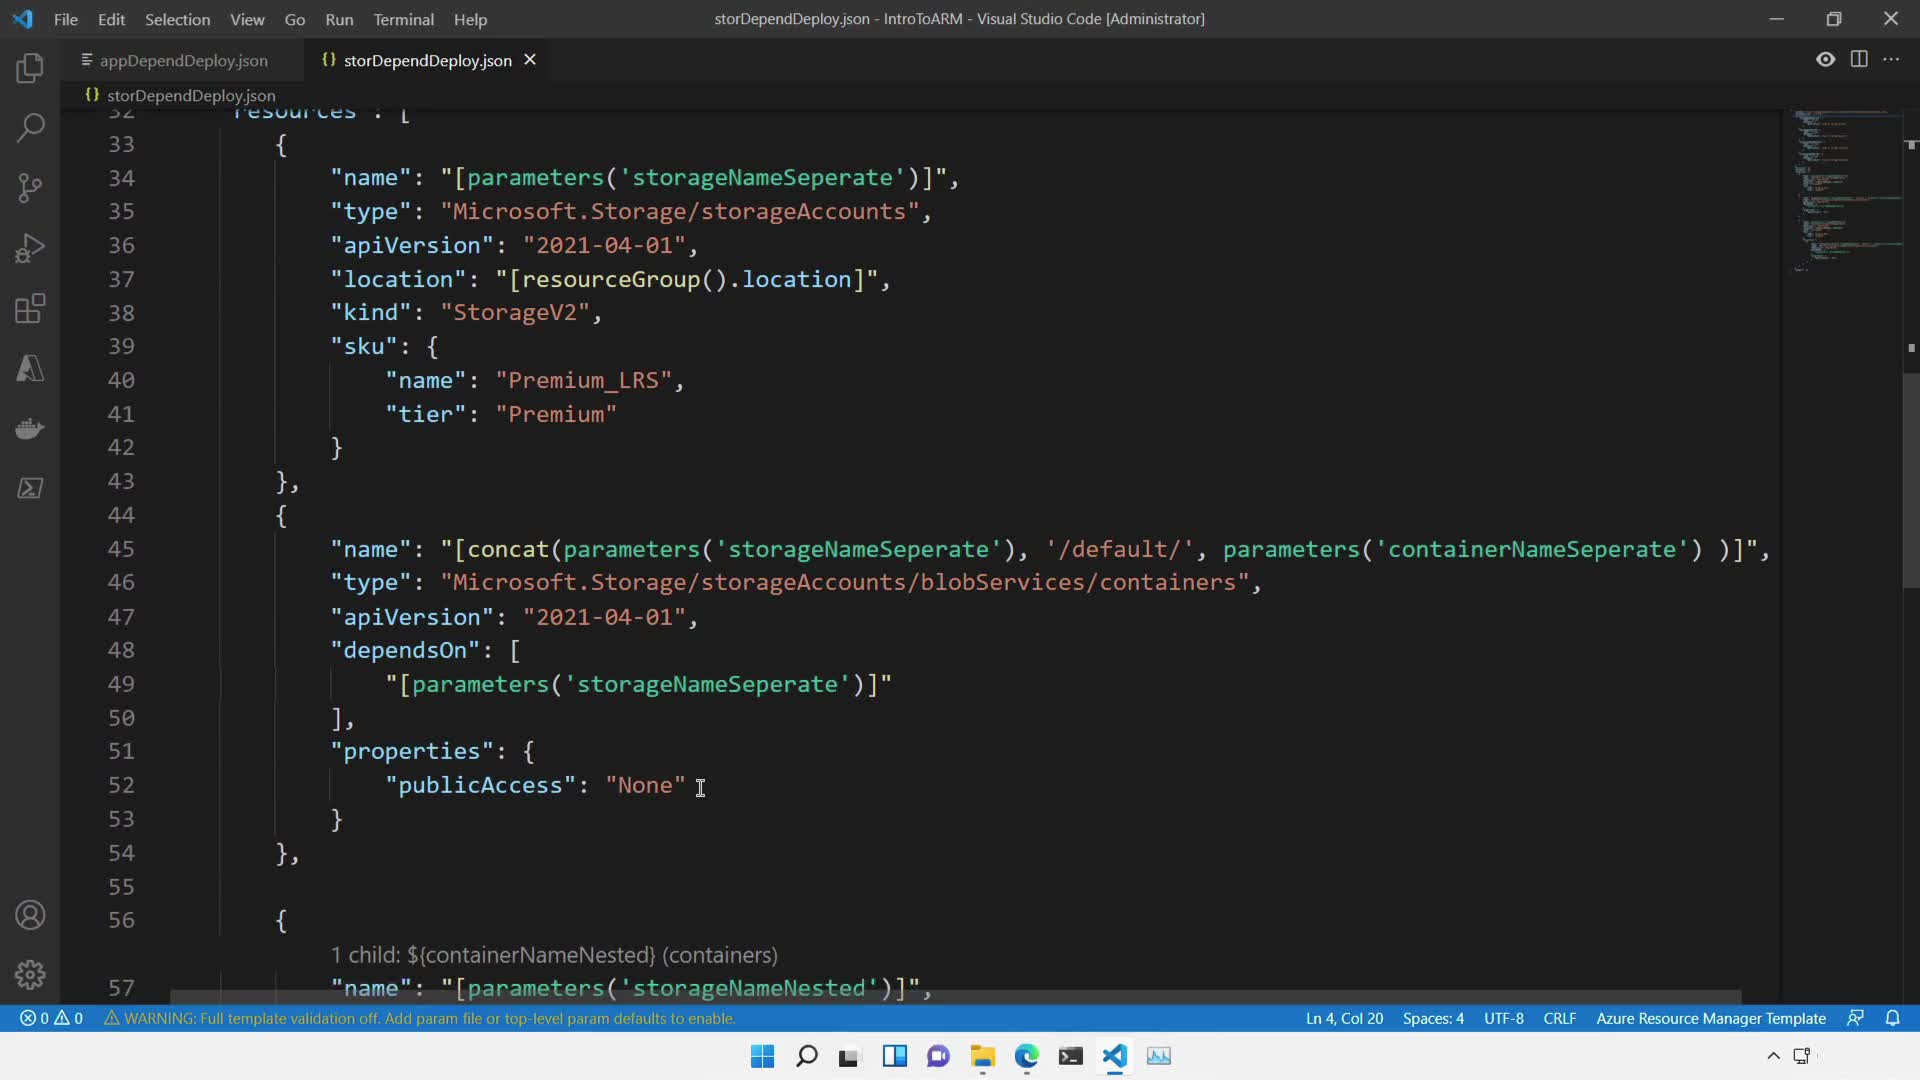 File Edit Selection View Go Run Terminal Help
storDependDeploy.json - IntroToARM - Visual Studio Code [Administrator]
appDependDeploy.json
{} storDependDeploy.json
{} storDependDeploy.json
32 "resources": [
33 {
34 "name": "[parameters('storageNameSeperate')]",
35 "type": "Microsoft.Storage/storageAccounts",
36 "apiVersion": "2021-04-01",
37 "location": "[resourceGroup().location]",
38 "kind": "StorageV2",
39 "sku": {
40 "name": "Premium_LRS",
41 "tier": "Premium"
42 }
43 },
44 {
45 "name": "[concat(parameters('storageNameSeperate'), '/default/', parameters('containerNameSeperate') )]",
46 "type": "Microsoft.Storage/storageAccounts/blobServices/containers",
47 "apiVersion": "2021-04-01",
48 "dependsOn": [
49 "[parameters('storageNameSeperate')]"
50 ],
51 "properties": {
52 "publicAccess": "None"
53 }
54 },
55
56 {
1 child: ${containerNameNested} (containers)
57 "name": "[parameters('storageNameNested')]",
0 0 WARNING: Full template validation off. Add param file or top-level param defaults to enable.
Ln 4, Col 20 Spaces: 4 UTF-8 CRLF Azure Resource Manager Template